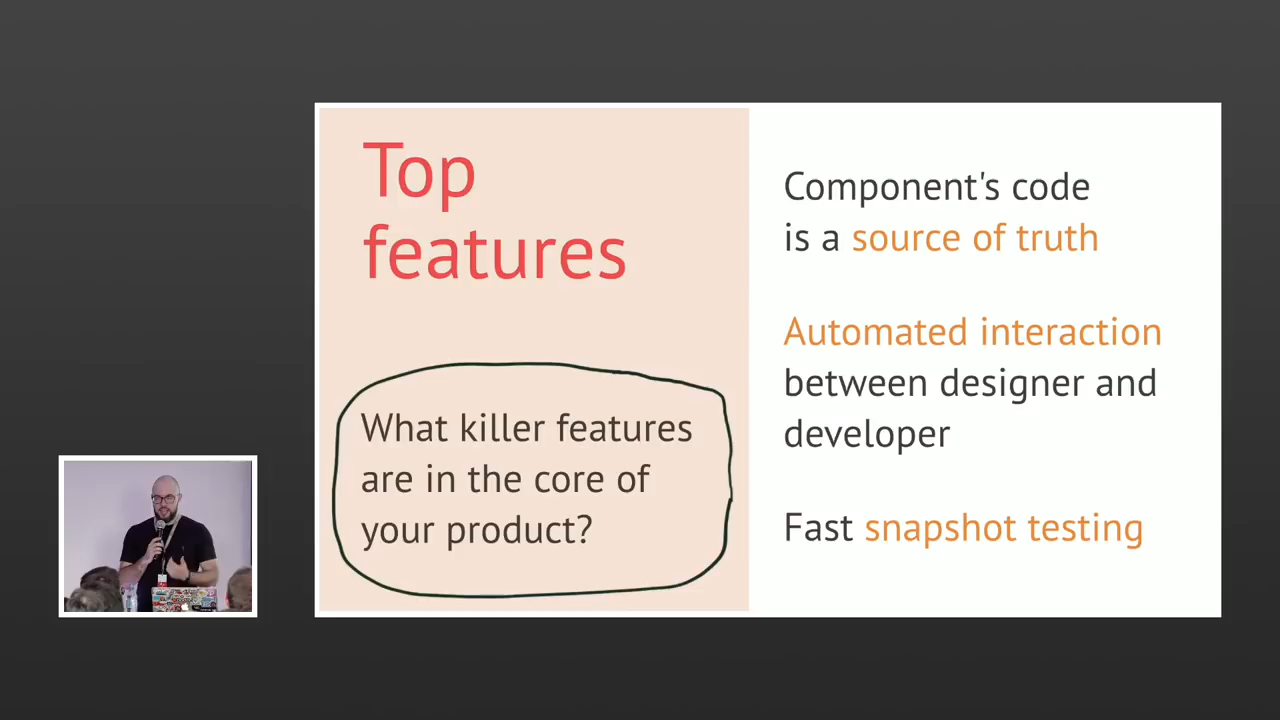 Top
features
What killer features
are in the core of
your product?
Component's code
is a source of truth
Automated interaction
between designer and
developer
Fast snapshot testing